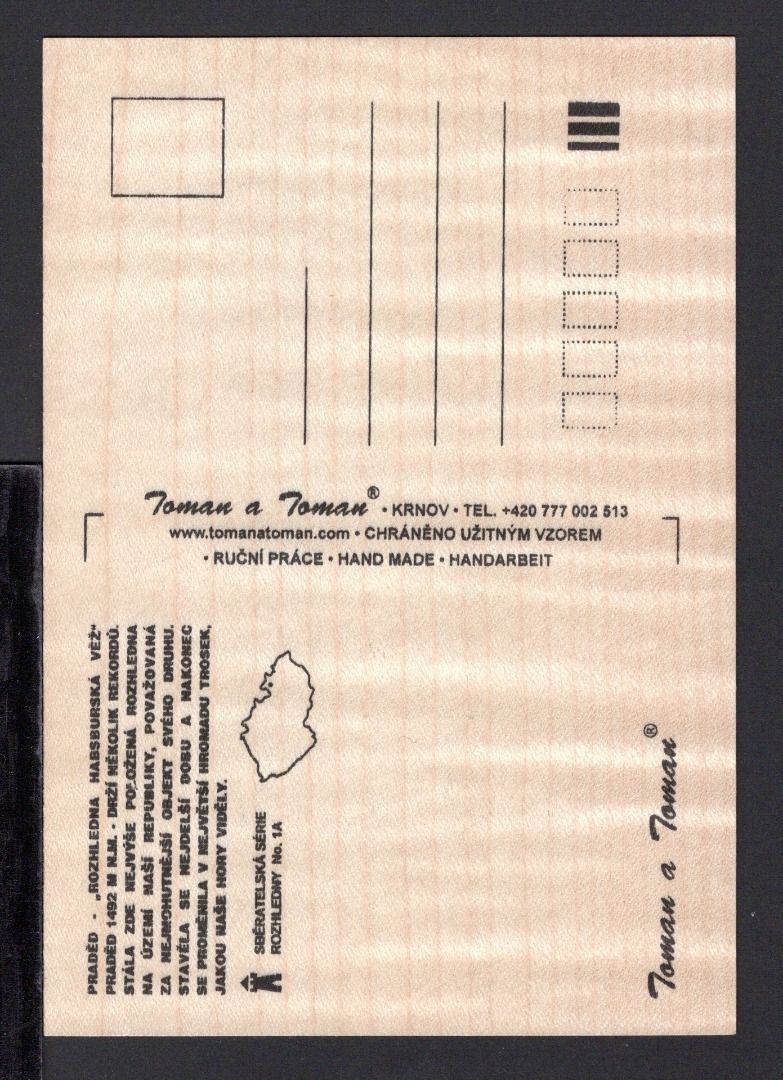 PRADĚD - „ROZHLEDNA HABSBURSKÁ VĚŽ"
PRADĚD 1492 M N.M. - DRŽÍ NĚKOLIK REKORDŮ.
STÁLA ZDE NEJVÝŠE POLOŽENÁ ROZHLEDNA
NA ÚZEMÍ NAŠÍ REPUBLIKY, POVAŽOVANÁ
ZA NEJMOHUTNĚJŠÍ OBJEKT SVÉHO DRUHU.
STAVĚLA SE NEJDELŠÍ DOBU A NAKONEC
SE PROMĚNILA V NEJVĚTŠÍ HROMADU TROSEK,
JAKOU NAŠE HORY VIDĚLY.
SBĚRATELSKÁ SÉRIE
ROZHLEDNY No. 1A
Toman a Toman®
Toman a Toman® • KRNOV • TEL. +420 777 002 513
www.tomanatoman.com • CHRÁNĚNO UŽITNÝM VZOREM
• RUČNÍ PRÁCE • HAND MADE • HANDARBEIT